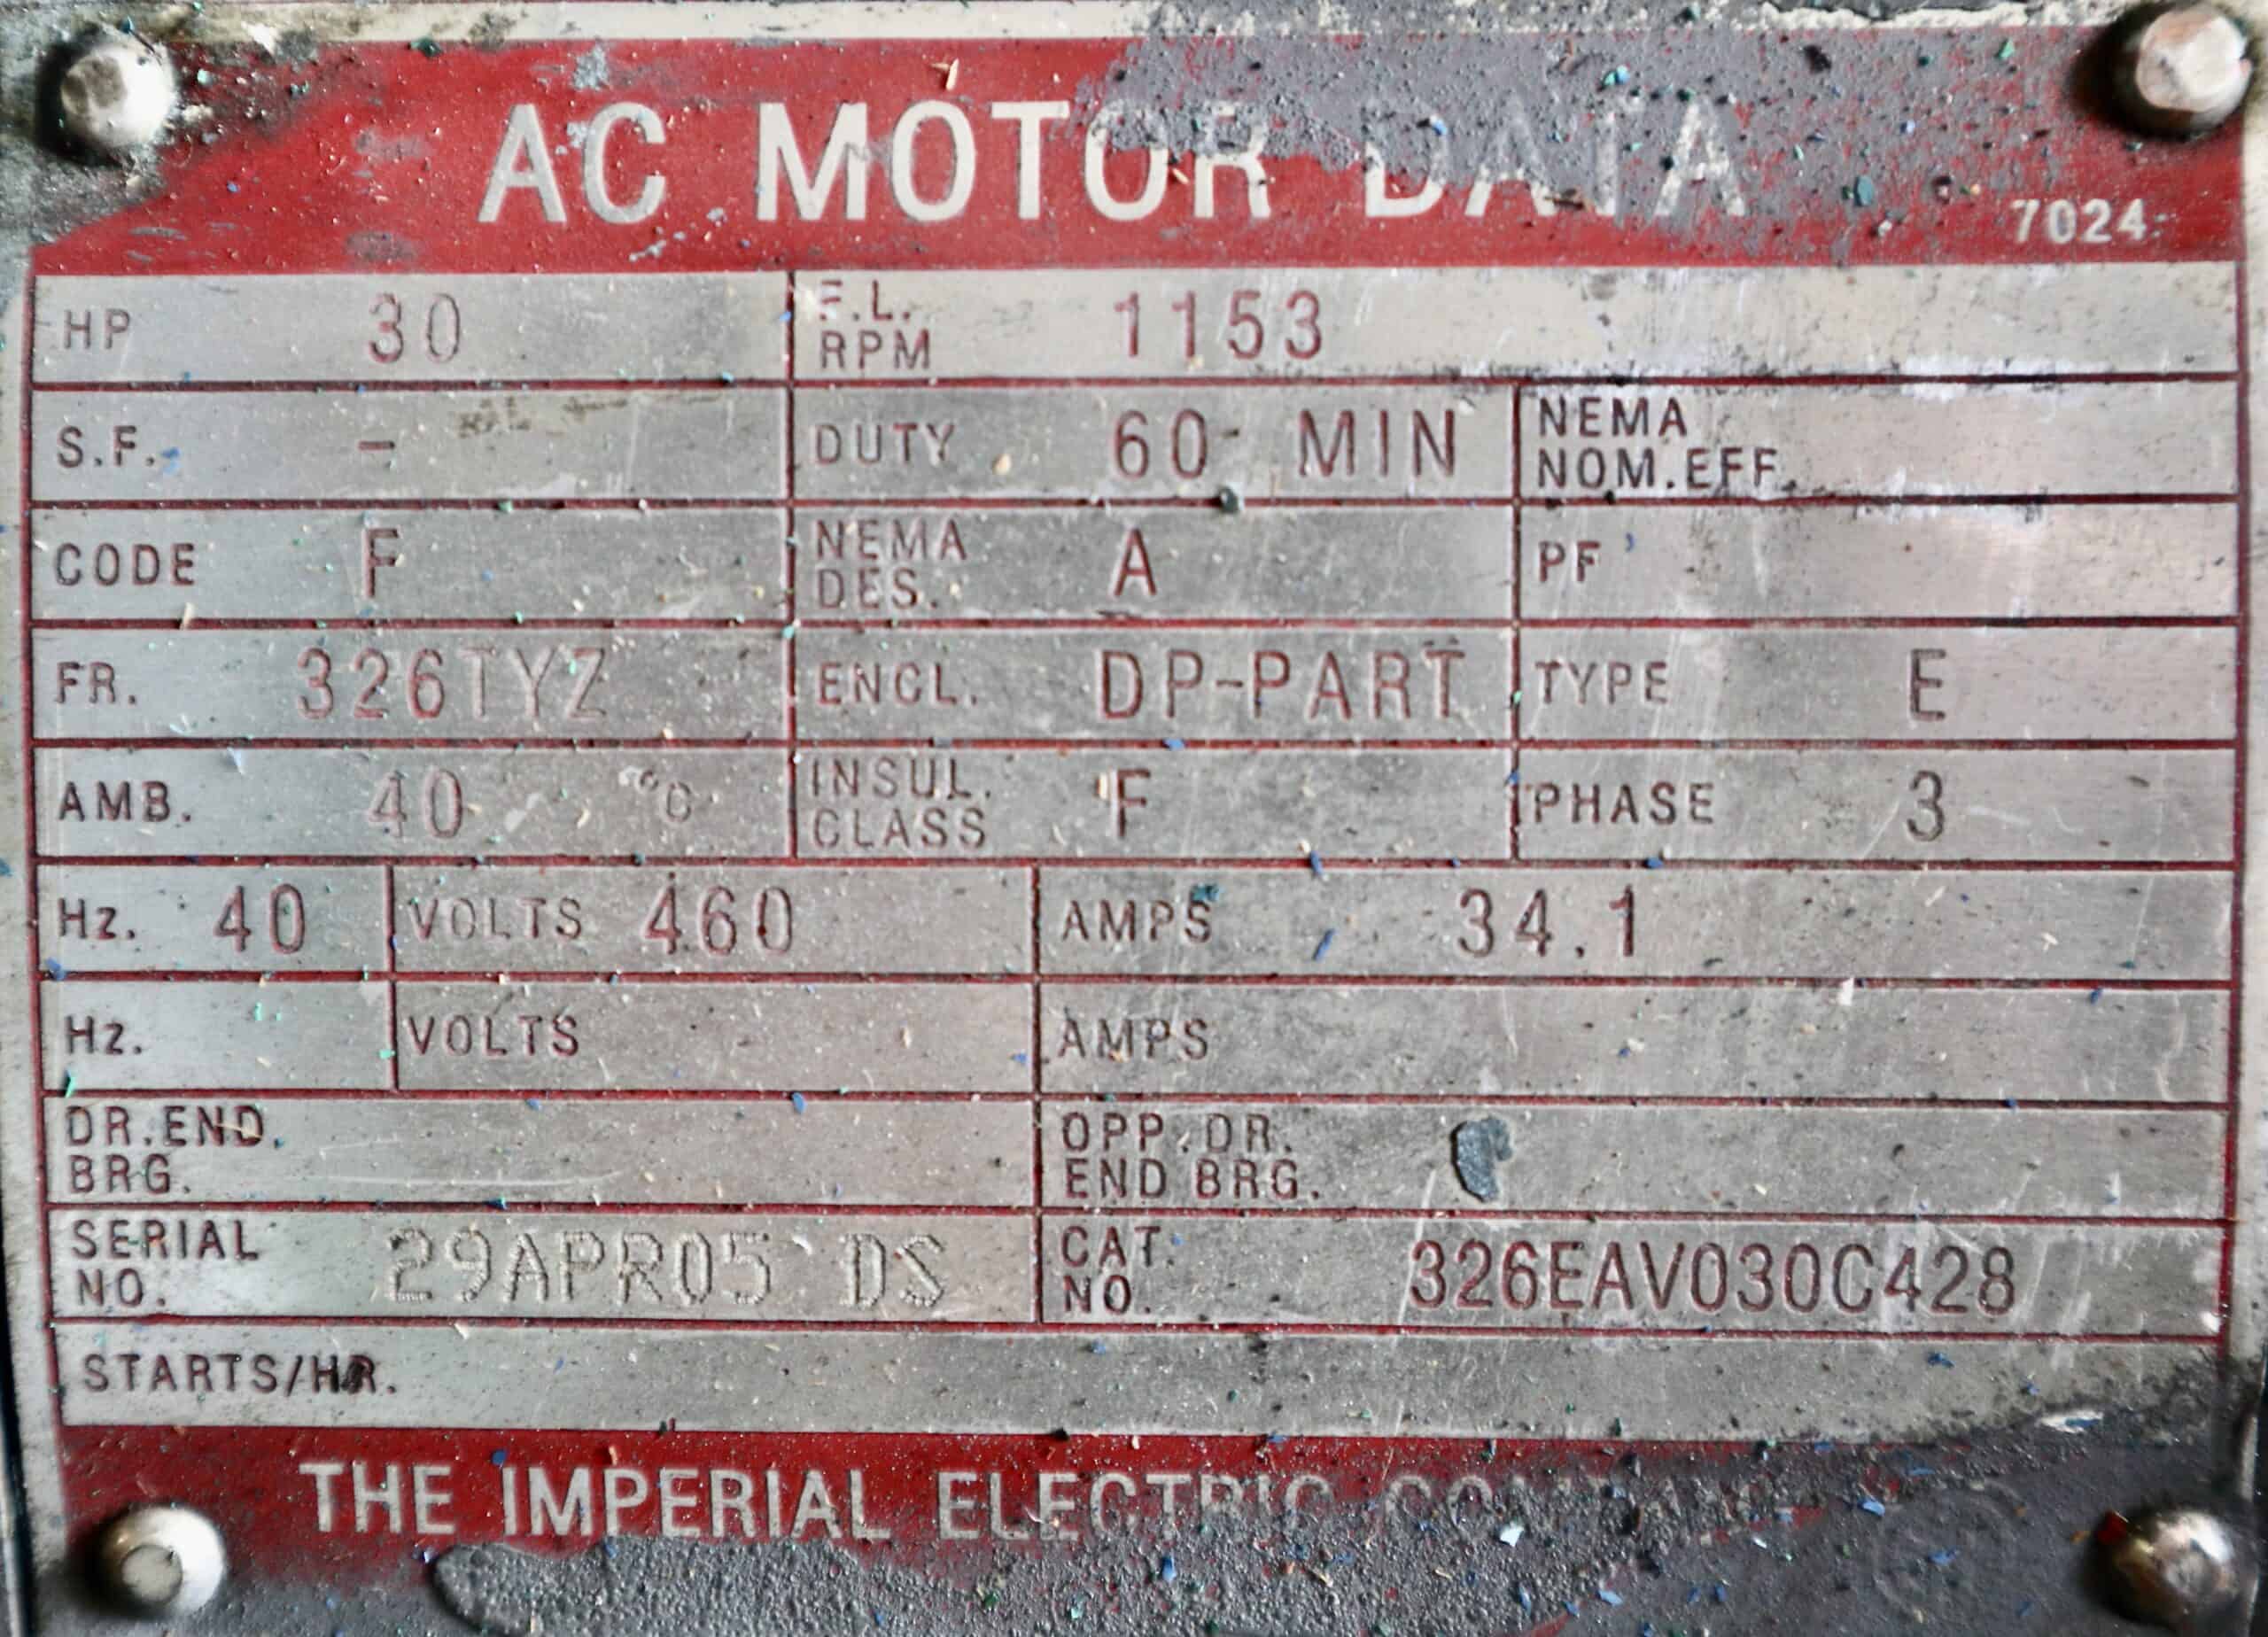 AC MOTOR DATA
7024
HP 30 F.L. RPM 1153
S.F. - DUTY 60 MIN NEMA NOM.EFF.
CODE F NEMA DES. A PF
FR. 326TYZ ENCL. DP-PART TYPE E
AMB. 40 °C INSUL. CLASS F PHASE 3
Hz. 40 VOLTS 460 AMPS 34.1
Hz. VOLTS AMPS
DR.END. BRG. OPP.DR. END BRG.
SERIAL NO. 29APR05 DS CAT. NO. 326EAV030C428
STARTS/HR.
THE IMPERIAL ELECTRIC COMPANY